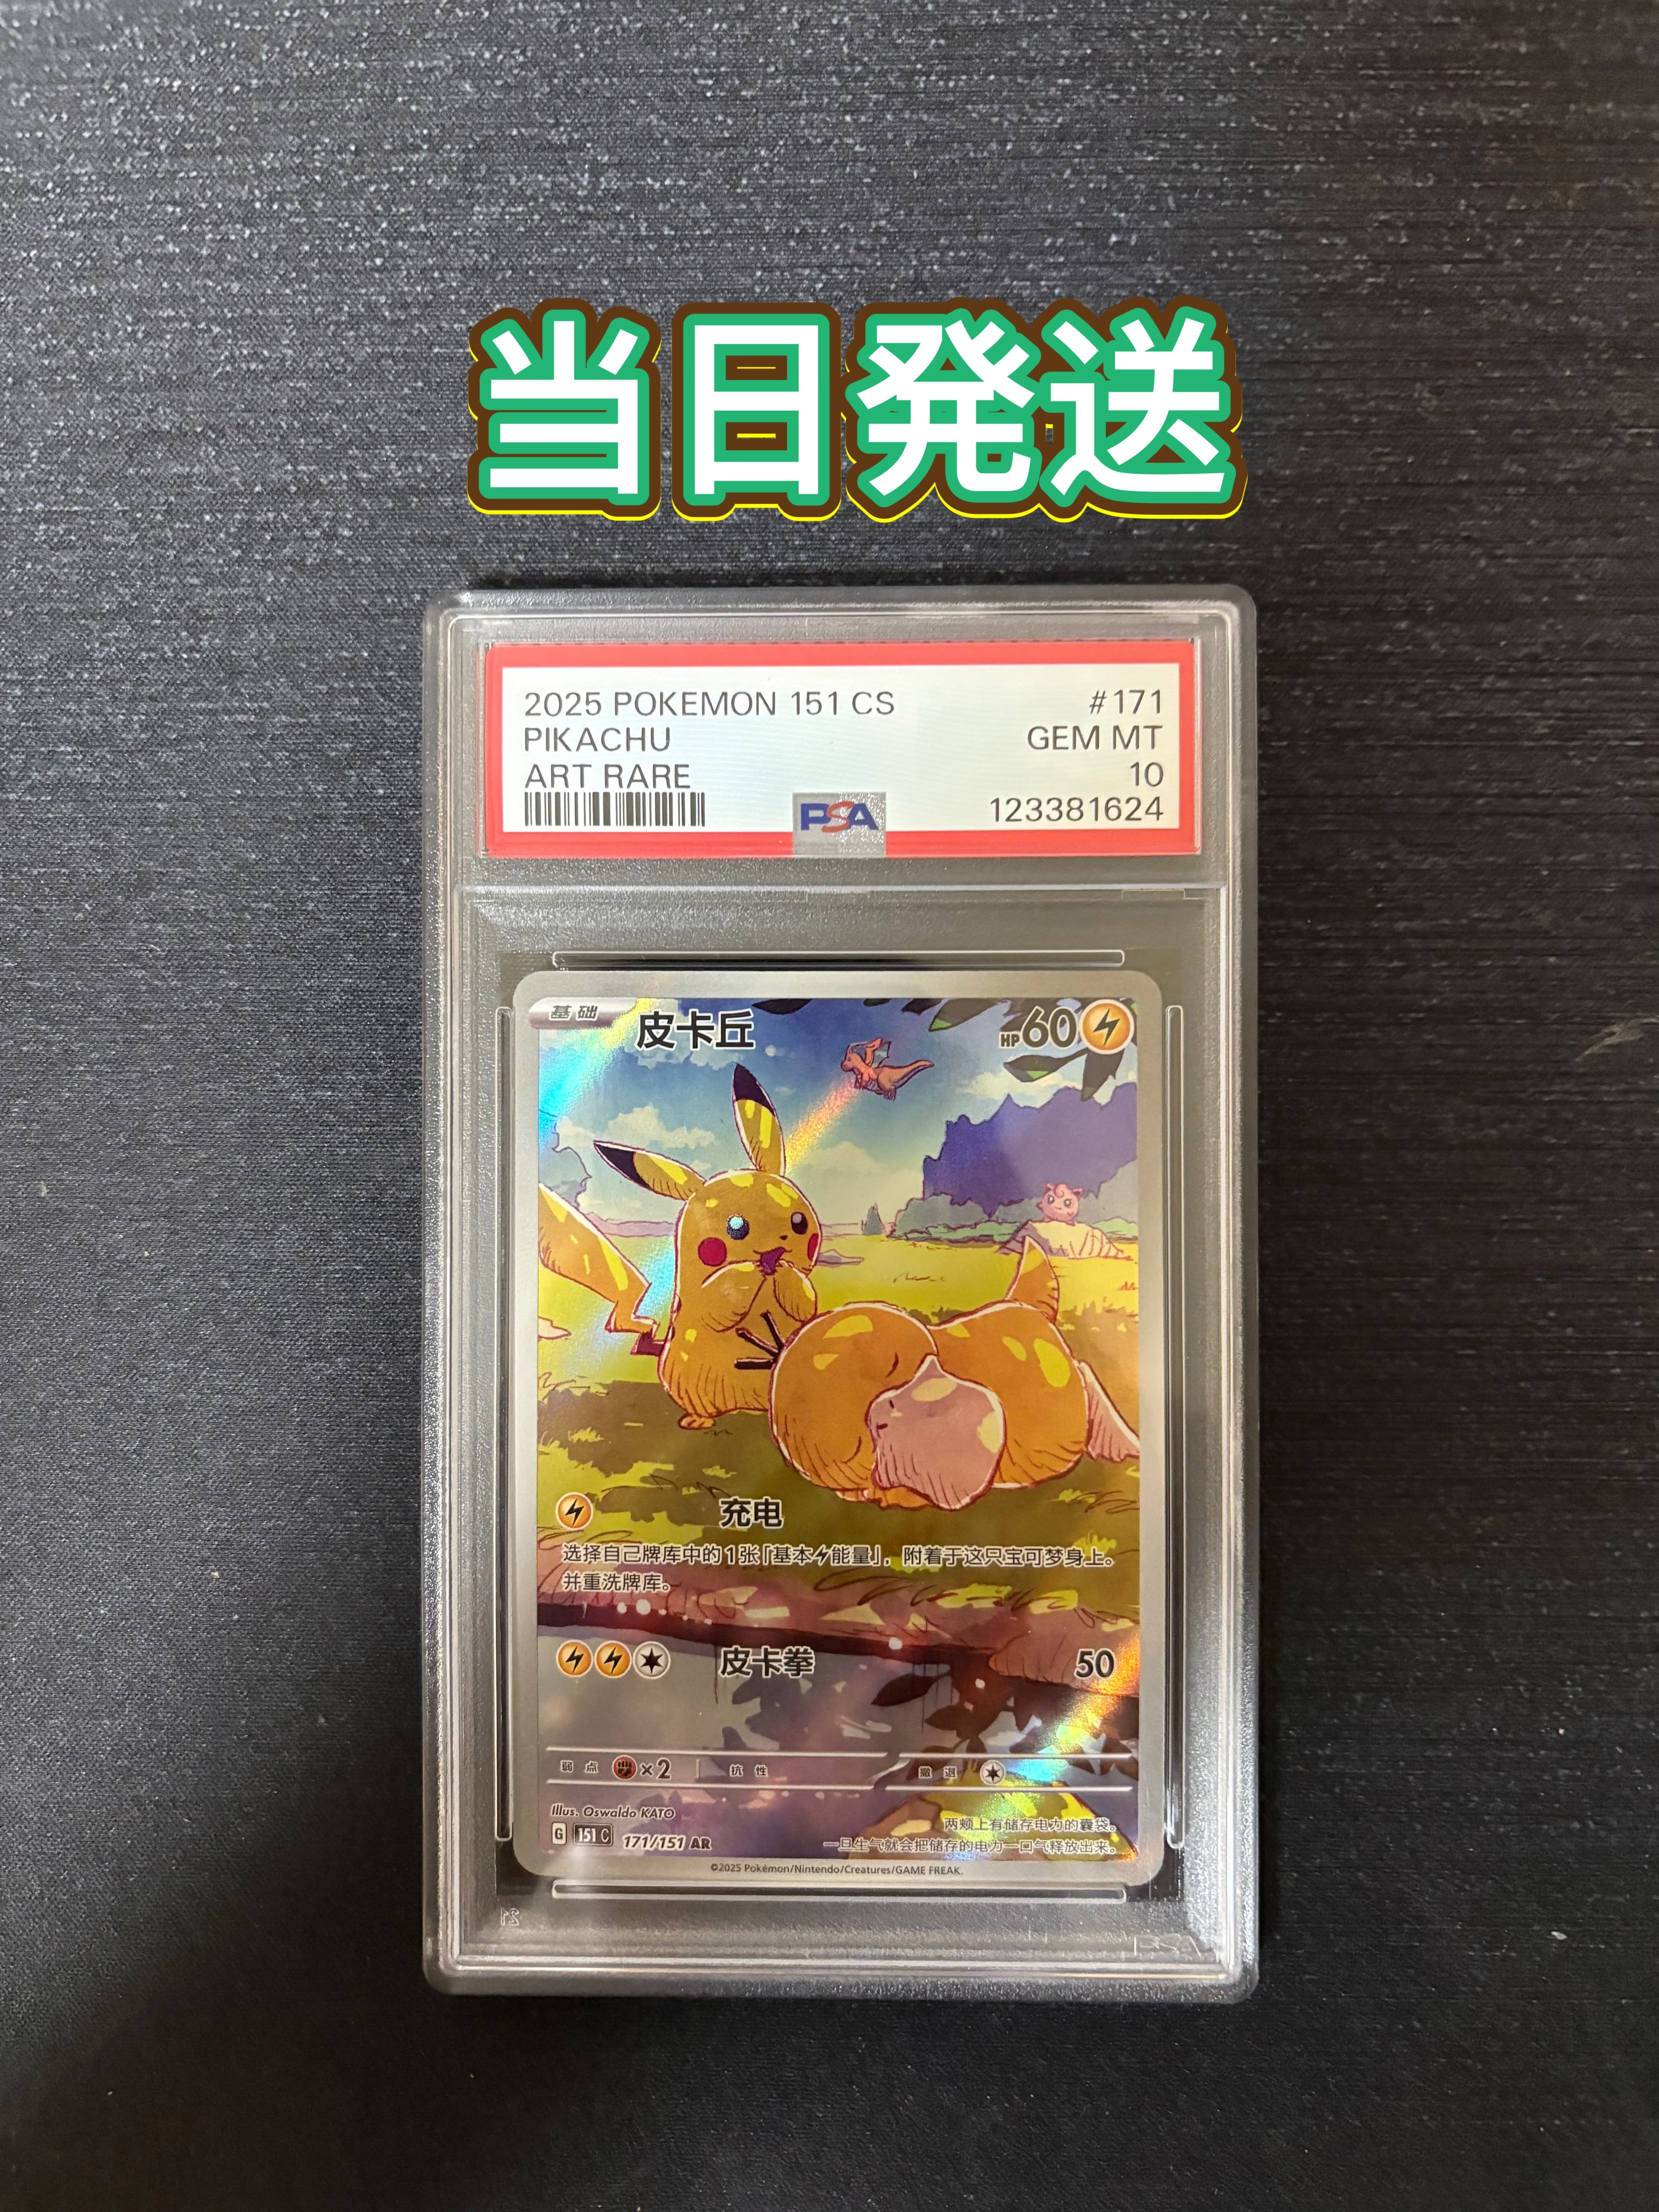 当日発送
2025 POKEMON 151 CS #171
PIKACHU GEM MT
ART RARE 10
PSA 123381624
基础 皮卡丘 HP60
充电
选择自己牌库中的1张「基本能量」，附着于这只宝可梦身上。
并重洗牌库。
皮卡拳 50
弱点 ×2 抗性 撤退
Illus. Oswaldo KATO
两颊上有储存电力的囊袋。
G 151 C 171/151 AR
一旦生气就会把储存的电力一口气释放出来。
©2025 Pokémon/Nintendo/Creatures/GAME FREAK.